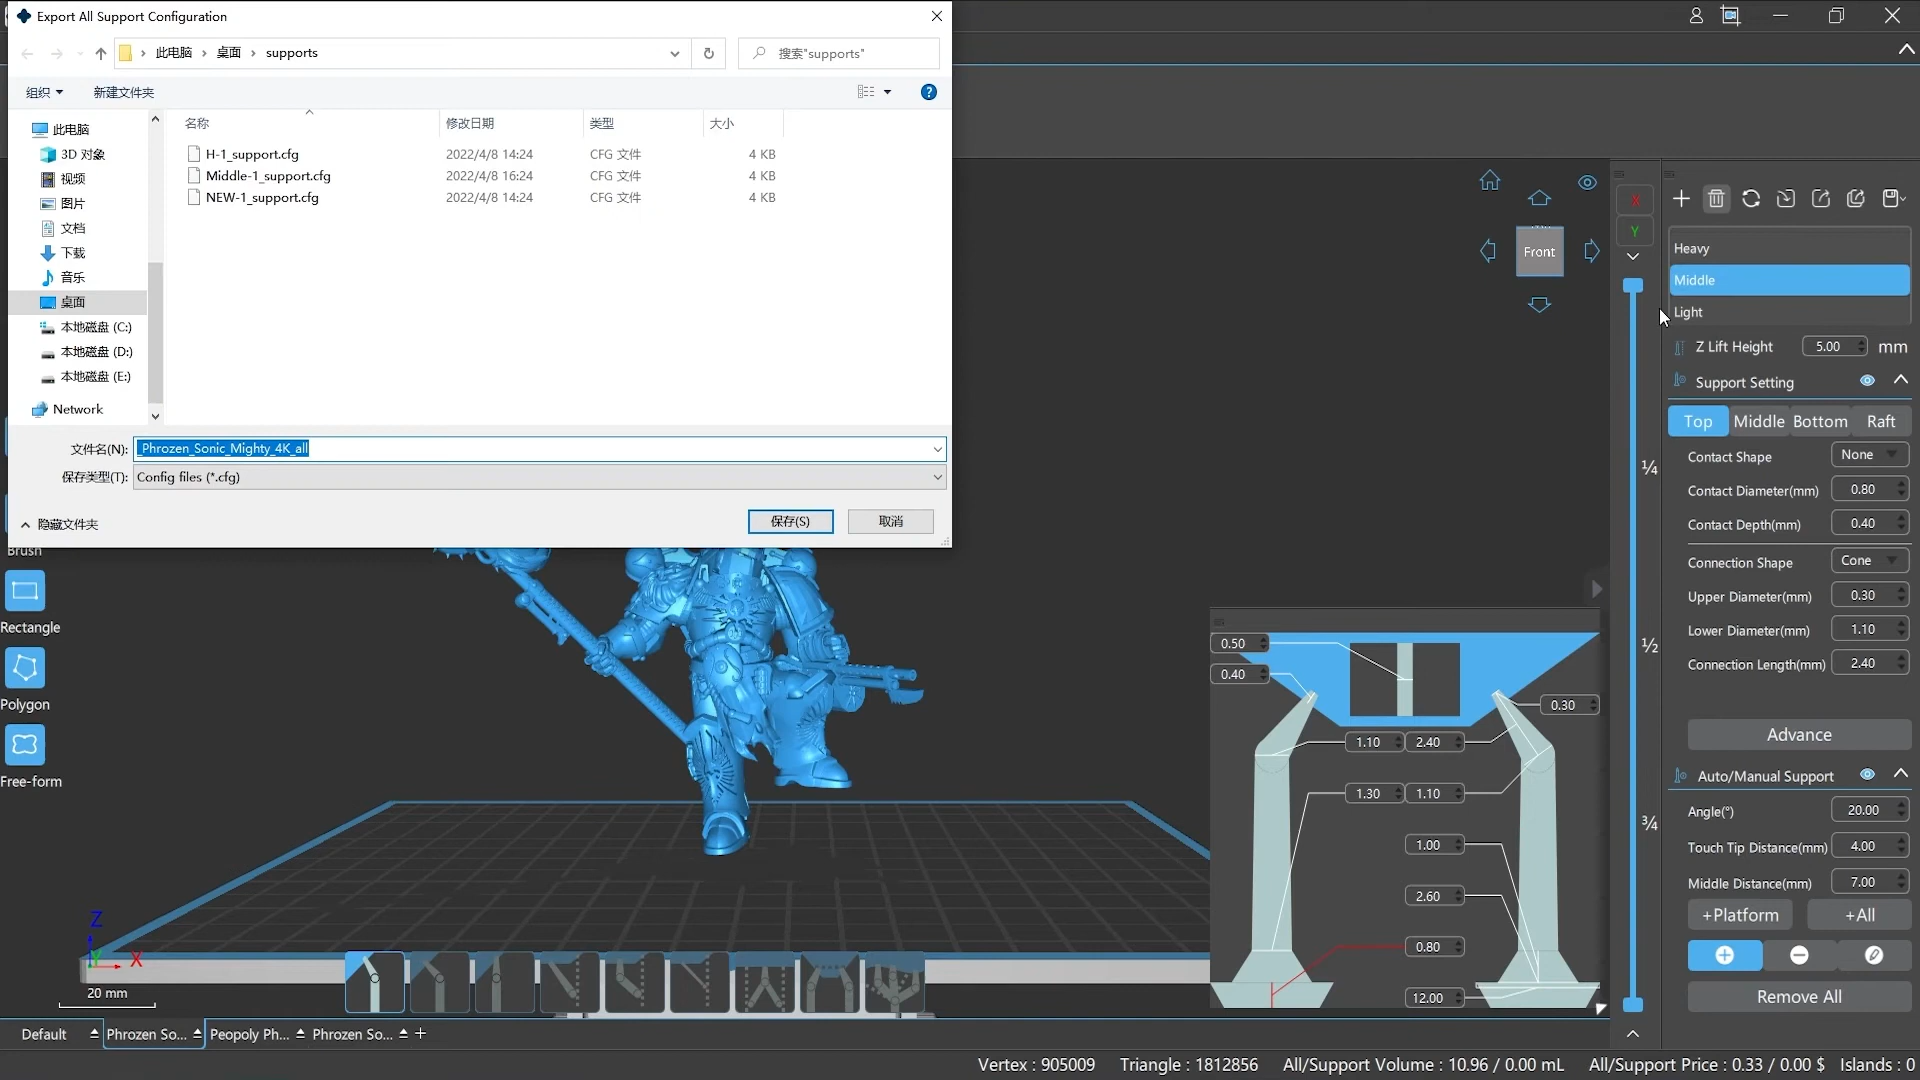 Export All Support Configuration
此电脑 › 桌面 › supports
搜索"supports"
组织
新建文件夹
名称 修改日期 类型 大小
H-1_support.cfg 2022/4/8 14:24 CFG 文件 4 KB
Middle-1_support.cfg 2022/4/8 16:24 CFG 文件 4 KB
NEW-1_support.cfg 2022/4/8 14:24 CFG 文件 4 KB
此电脑
3D 对象
视频
图片
文档
下载
音乐
桌面
本地磁盘 (C:)
本地磁盘 (D:)
本地磁盘 (E:)
Network
文件名(N): _Phrozen_Sonic_Mighty_4K_all
保存类型(T): Config files (*.cfg)
隐藏文件夹
保存(S)
取消
Brush
Rectangle
Polygon
Free-form
Front
X
Y
¼
½
¾
Heavy
Middle
Light
Z Lift Height 5.00 mm
Support Setting
Top Middle Bottom Raft
Contact Shape None
Contact Diameter(mm) 0.80
Contact Depth(mm) 0.40
Connection Shape Cone
Upper Diameter(mm) 0.30
Lower Diameter(mm) 1.10
Connection Length(mm) 2.40
Advance
Auto/Manual Support
Angle(°) 20.00
Touch Tip Distance(mm) 4.00
Middle Distance(mm) 7.00
+Platform +All
Remove All
0.50
0.40
0.30
1.10 2.40
1.30 1.10
1.00
2.60
0.80
12.00
Z
Y
X
20 mm
Default
Phrozen So...
Peopoly Ph...
Phrozen So...
+
Vertex : 905009 Triangle : 1812856 All/Support Volume : 10.96 / 0.00 mL All/Support Price : 0.33 / 0.00 $ Islands : 0